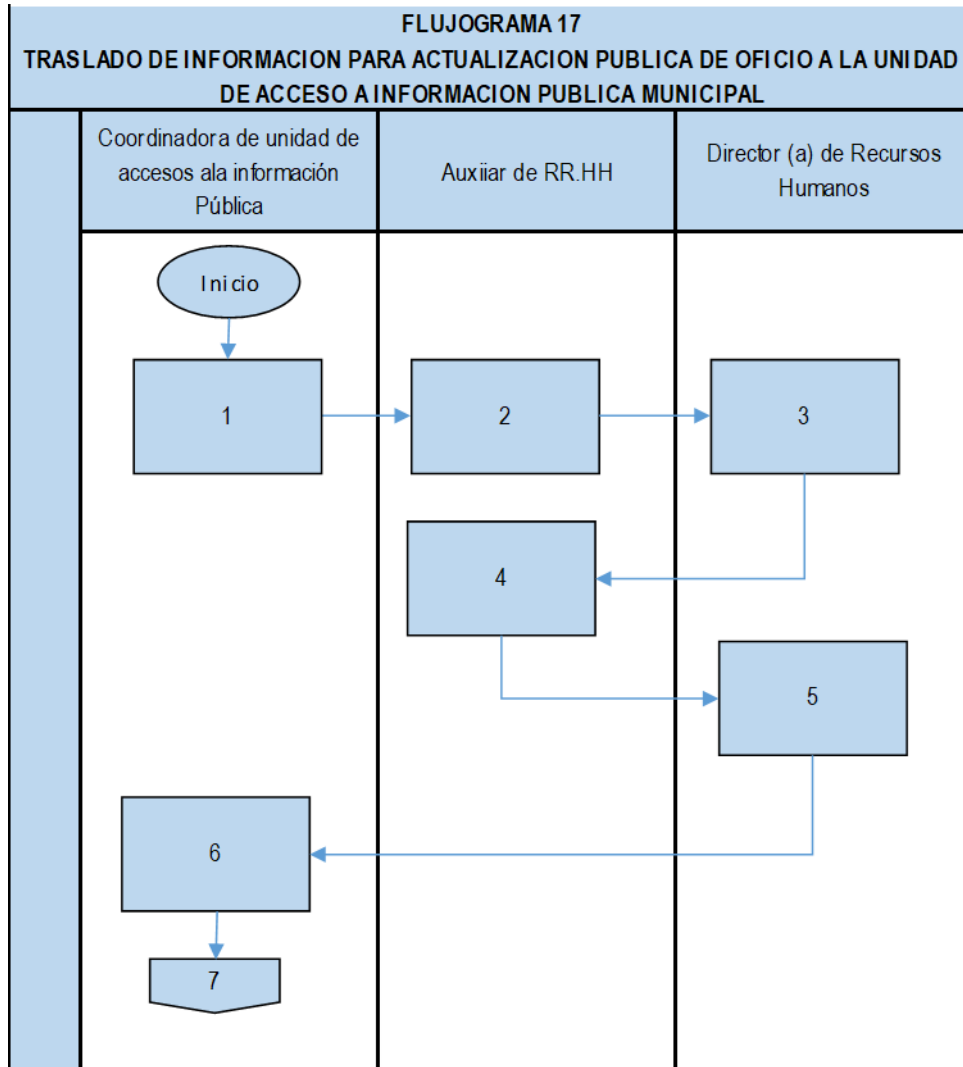 FLUJOGRAMA 17
TRASLADO DE INFORMACION PARA ACTUALIZACION PUBLICA DE OFICIO A LA UNIDAD
DE ACCESO A INFORMACION PUBLICA MUNICIPAL
Coordinadora de unidad de
accesos ala información
Pública
Auxiiar de RR.HH
Director (a) de Recursos
Humanos
Inicio
1
2
3
4
5
6
7